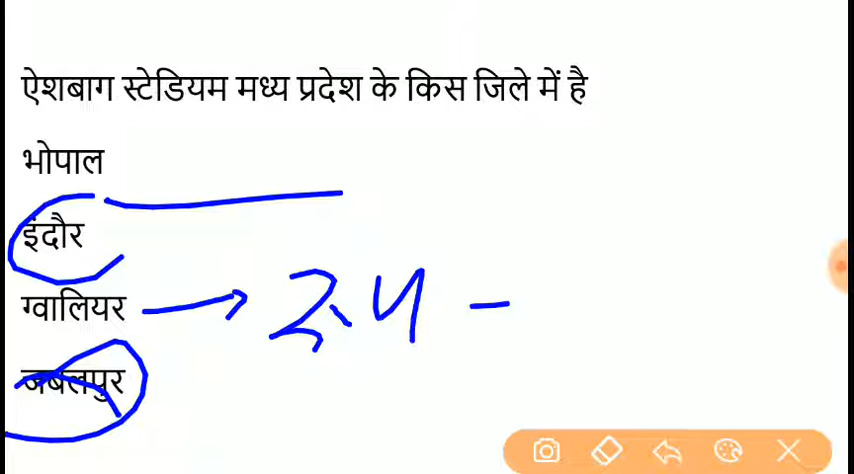 ऐशबाग स्टेडियम मध्य प्रदेश के किस जिले में है
भोपाल
इंदौर
ग्वालियर
जबलपुर